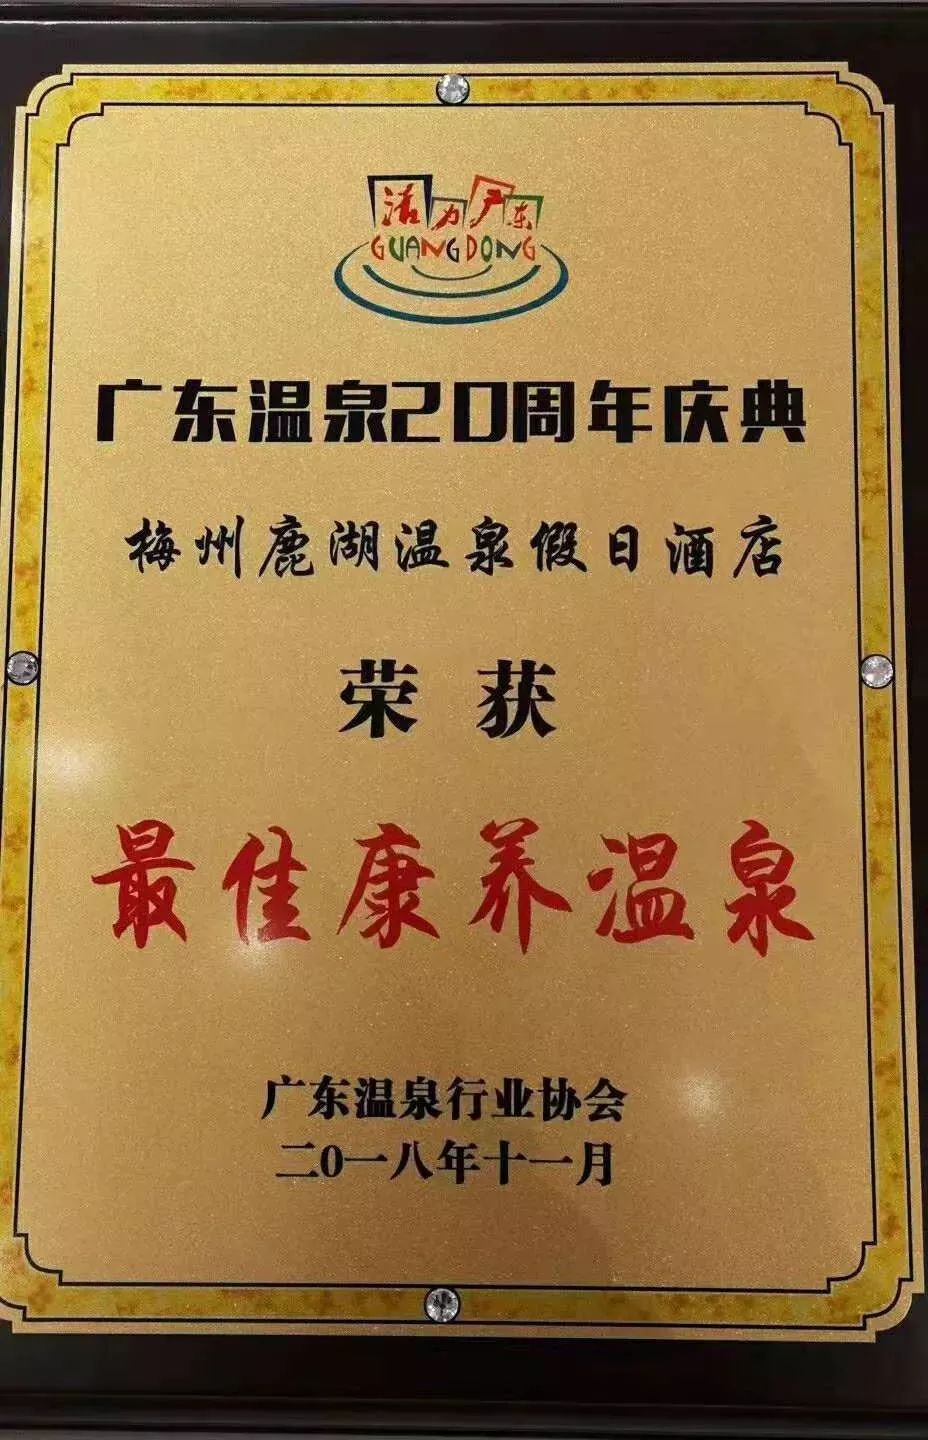 活力广东
GUANGDONG
广东温泉20周年庆典
梅州鹿湖温泉假日酒店
荣获
最佳康养温泉
广东温泉行业协会
二0一八年十一月